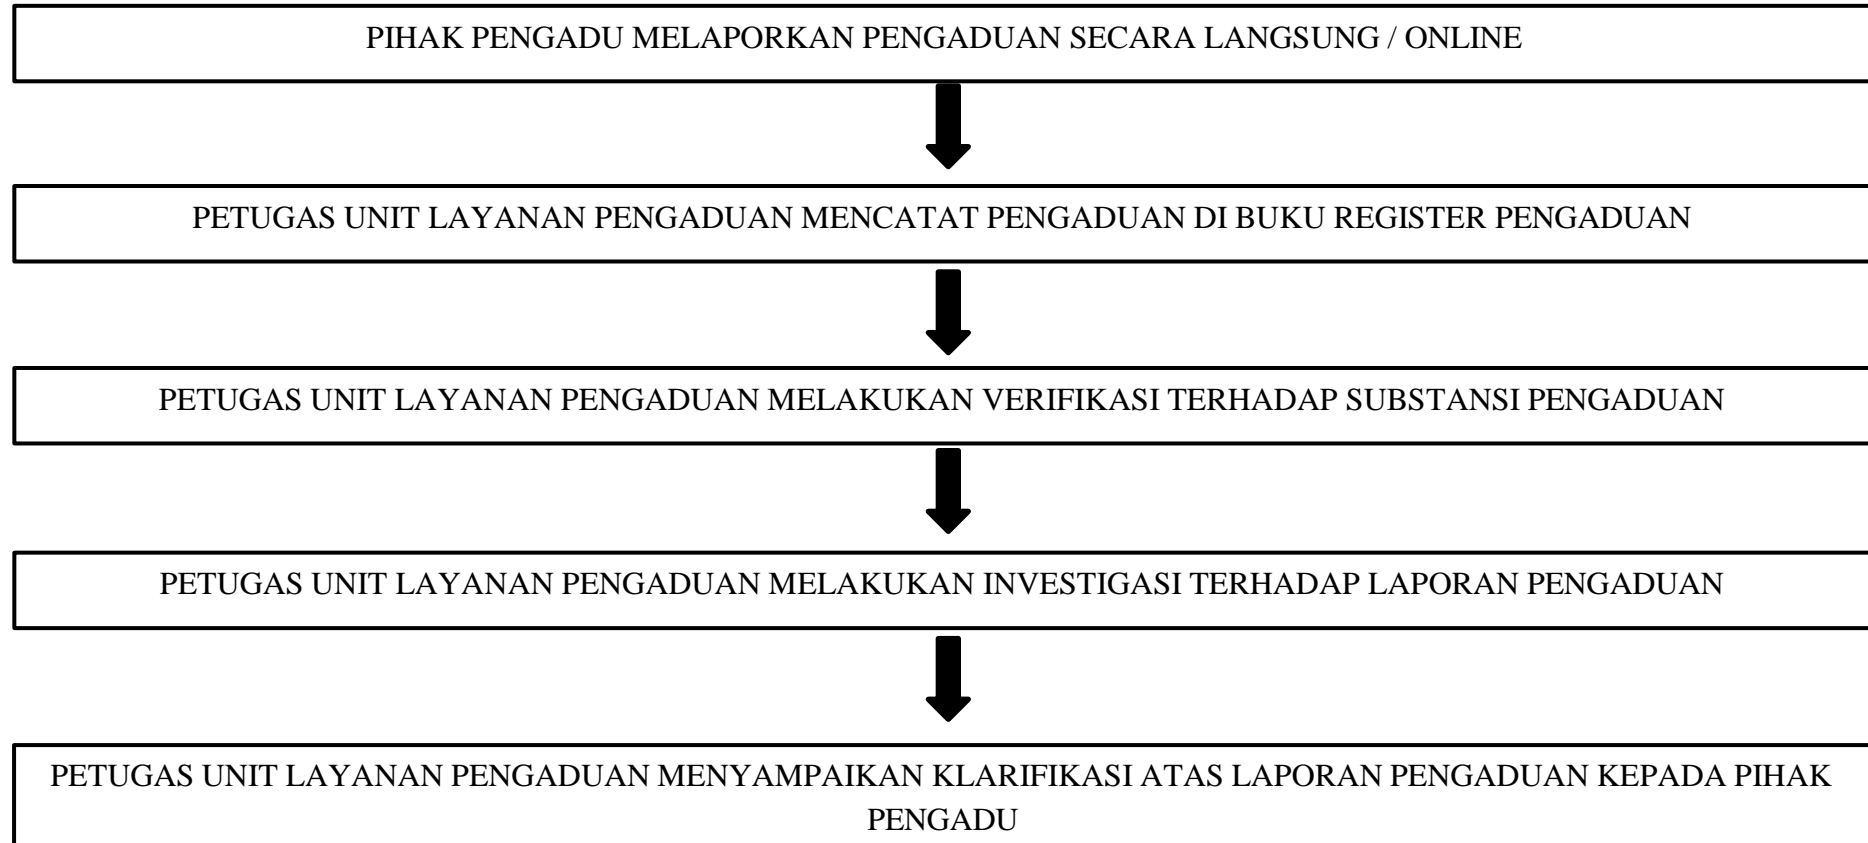 PIHAK PENGADU MELAPORKAN PENGADUAN SECARA LANGSUNG / ONLINE
PETUGAS UNIT LAYANAN PENGADUAN MENCATAT PENGADUAN DI BUKU REGISTER PENGADUAN
PETUGAS UNIT LAYANAN PENGADUAN MELAKUKAN VERIFIKASI TERHADAP SUBSTANSI PENGADUAN
PETUGAS UNIT LAYANAN PENGADUAN MELAKUKAN INVESTIGASI TERHADAP LAPORAN PENGADUAN
PETUGAS UNIT LAYANAN PENGADUAN MENYAMPAIKAN KLARIFIKASI ATAS LAPORAN PENGADUAN KEPADA PIHAK
PENGADU